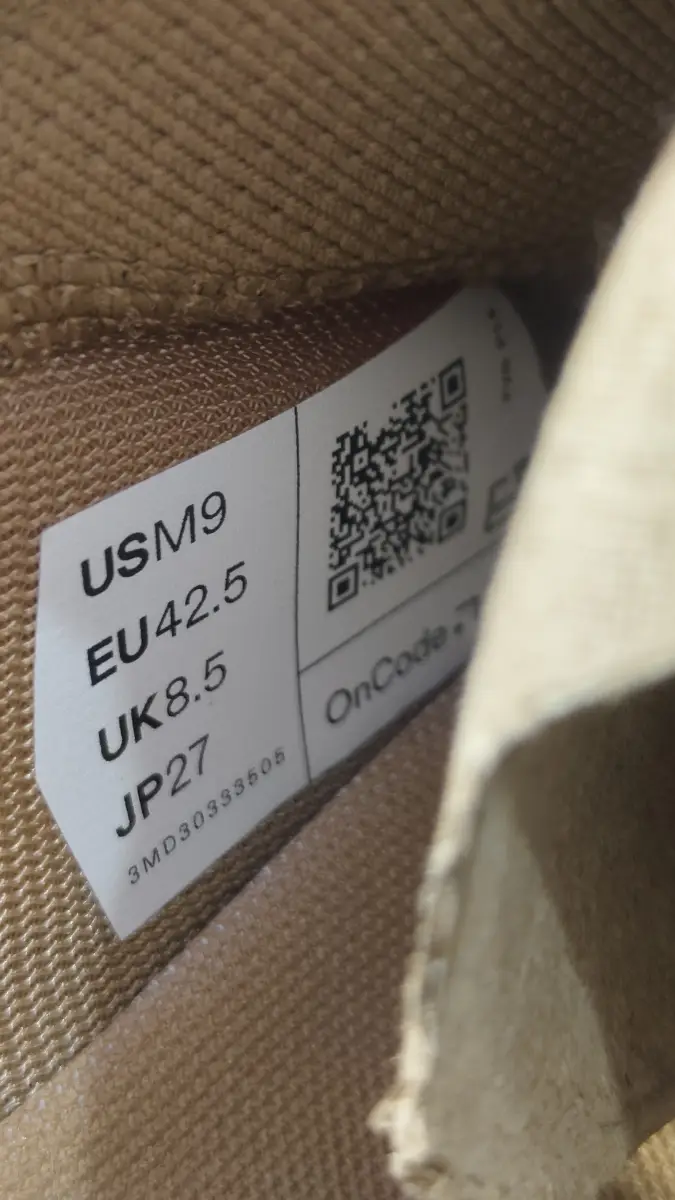 USM9
EU42.5
UK8.5
JP27
3MD30333505
OnCode